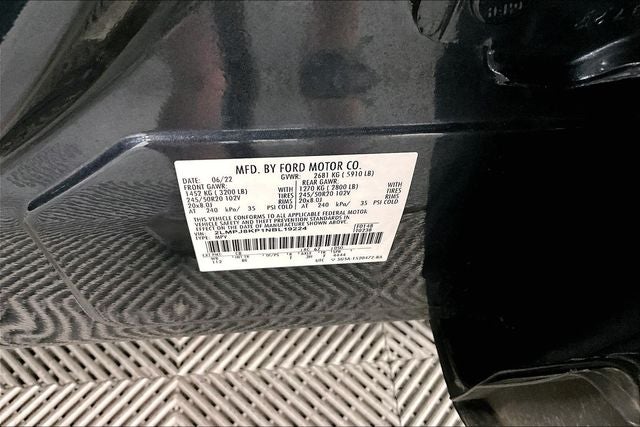 MFD. BY FORD MOTOR CO.
DATE: 06/22 GVWR: 2681 KG ( 5910 LB)
FRONT GAWR: REAR GAWR:
1452 KG ( 3200 LB) WITH 1270 KG ( 2800 LB) WITH
245/50R20 102V TIRES 245/50R20 102V TIRES
20x8.0J RIMS 20x8.0J RIMS
AT 240 kPa/ 35 PSI COLD AT 240 kPa/ 35 PSI COLD
THIS VEHICLE CONFORMS TO ALL APPLICABLE FEDERAL MOTOR
VEHICLE SAFETY AND THEFT PREVENTION STANDARDS IN
EFFECT ON THE DATE OF MANUFACTURE SHOWN ABOVE.
VIN: 2LMPJ8KP1NBL19224
TYPE: MPV
UTC